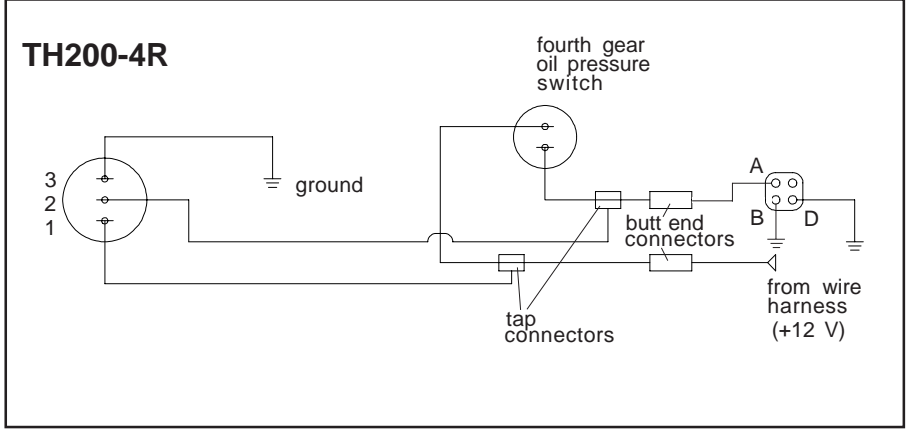 TH200-4R
fourth gear
oil pressure
switch
3
2
1
ground
A
B
D
butt end
connectors
tap
connectors
from wire
harness
(+12 V)